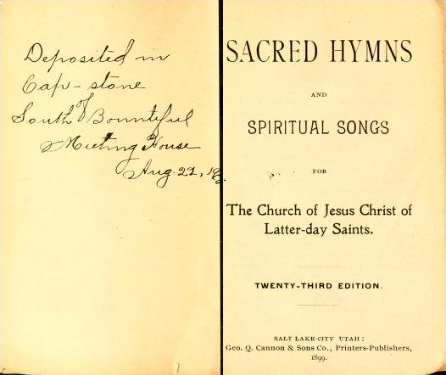 Deposited in
Cap-stone
of
South Bountiful
Meeting House
Aug. 22,
SACRED HYMNS
AND
SPIRITUAL SONGS
FOR
The Church of Jesus Christ of
Latter-day Saints.
TWENTY-THIRD EDITION.
SALT LAKE CITY UTAH:
Geo. Q. Cannon & Sons Co., Printers-Publishers,
1899.